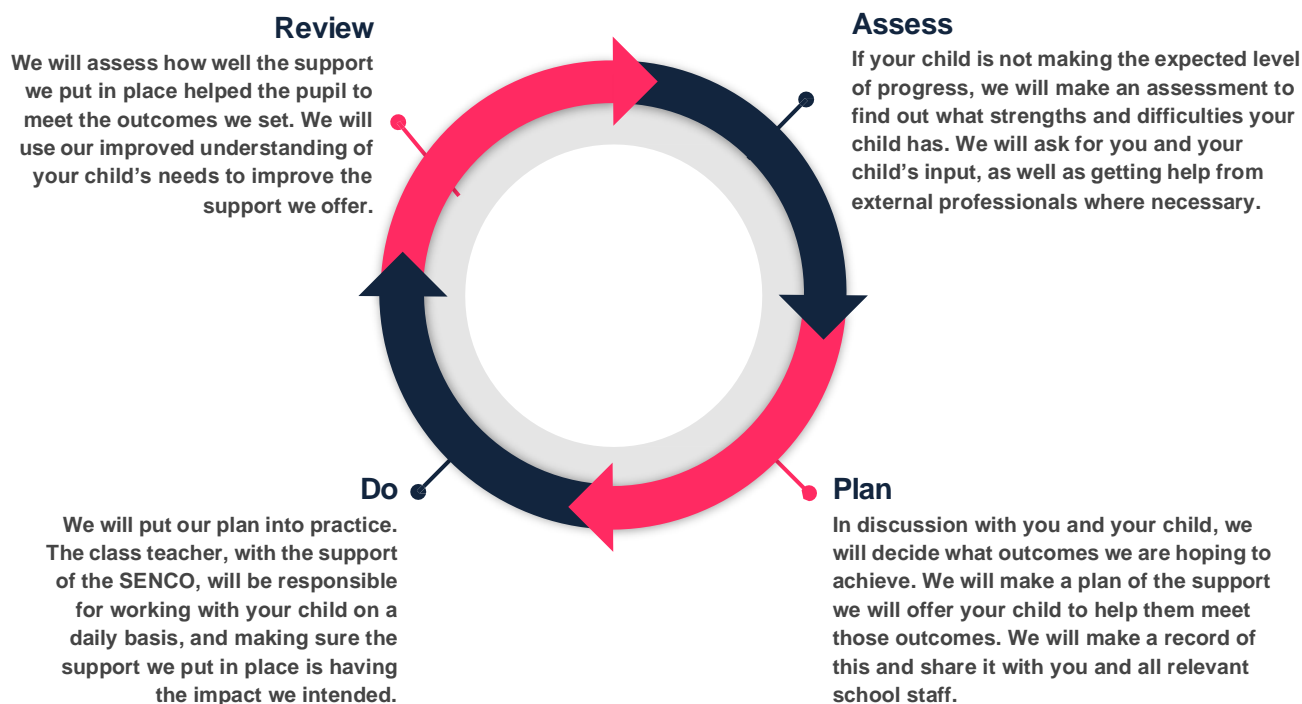 Review
We will assess how well the support
we put in place helped the pupil to
meet the outcomes we set. We will
use our improved understanding of
your child’s needs to improve the
support we offer.
Assess
If your child is not making the expected level
of progress, we will make an assessment to
find out what strengths and difficulties your
child has. We will ask for you and your
child’s input, as well as getting help from
external professionals where necessary.
Do
We will put our plan into practice.
The class teacher, with the support
of the SENCO, will be responsible
for working with your child on a
daily basis, and making sure the
support we put in place is having
the impact we intended.
Plan
In discussion with you and your child, we
will decide what outcomes we are hoping to
achieve. We will make a plan of the support
we will offer your child to help them meet
those outcomes. We will make a record of
this and share it with you and all relevant
school staff.